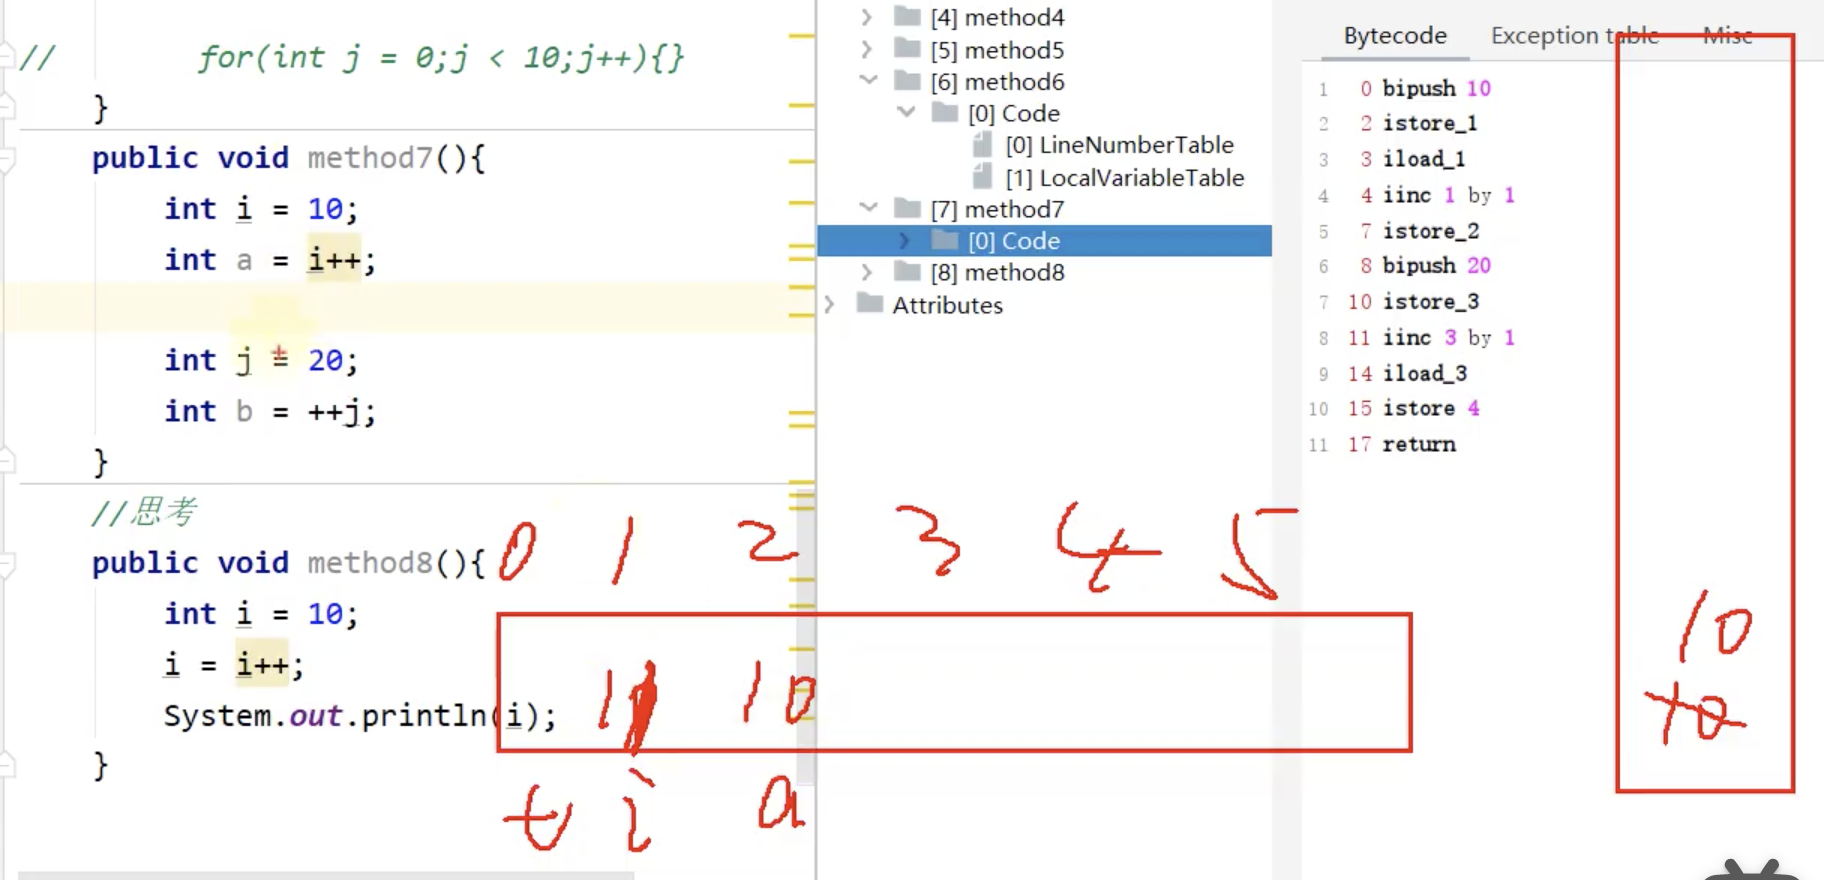 //        for(int j = 0;j < 10;j++){}
}
public void method7(){
int i = 10;
int a = i++;
int j = 20;
int b = ++j;
}
//思考
public void method8(){
int i = 10;
i = i++;
System.out.println(i);
}
[4] method4
[5] method5
[6] method6
[0] Code
[0] LineNumberTable
[1] LocalVariableTable
[7] method7
[0] Code
[8] method8
Attributes
Bytecode Exception table Misc
1 0 bipush 10
2 2 istore_1
3 3 iload_1
4 4 iinc 1 by 1
5 7 istore_2
6 8 bipush 20
7 10 istore_3
8 11 iinc 3 by 1
9 14 iload_3
10 15 istore 4
11 17 return
0 1 2 3 4 5
11 10
t i a
10
10